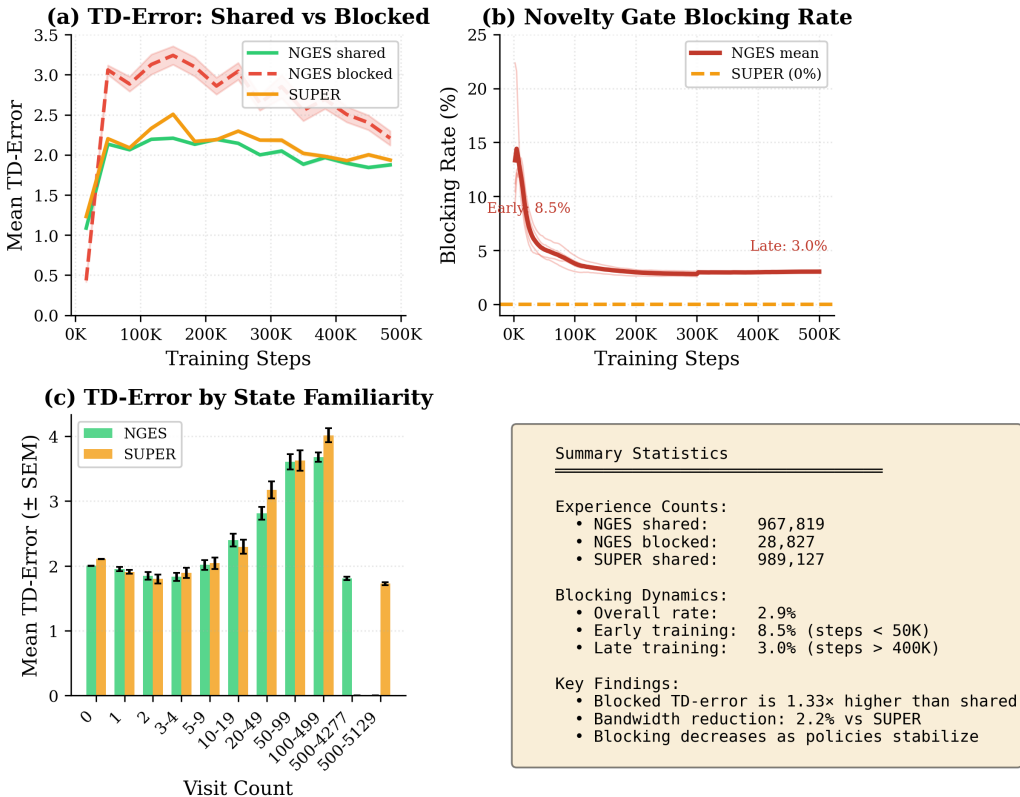 (a) TD-Error: Shared vs Blocked
Mean TD-Error
3.5
3.0
2.5
2.0
1.5
1.0
0.5
0.0
NGES shared
NGES blocked
SUPER
0K
100K
200K
300K
400K
500K
Training Steps
(b) Novelty Gate Blocking Rate
Blocking Rate (%)
25
20
15
10
5
0
NGES mean
SUPER (0%)
Early: 8.5%
Late: 3.0%
0K
100K
200K
300K
400K
500K
Training Steps
(c) TD-Error by State Familiarity
Mean TD-Error (± SEM)
4
3
2
1
0
NGES
SUPER
0
1
2
3-4
5-9
10-19
20-49
50-99
100-499
500-4277
500-5129
Visit Count
Summary Statistics
Experience Counts:
• NGES shared: 967,819
• NGES blocked: 28,827
• SUPER shared: 989,127
Blocking Dynamics:
• Overall rate: 2.9%
• Early training: 8.5% (steps < 50K)
• Late training: 3.0% (steps > 400K)
Key Findings:
• Blocked TD-error is 1.33× higher than shared
• Bandwidth reduction: 2.2% vs SUPER
• Blocking decreases as policies stabilize